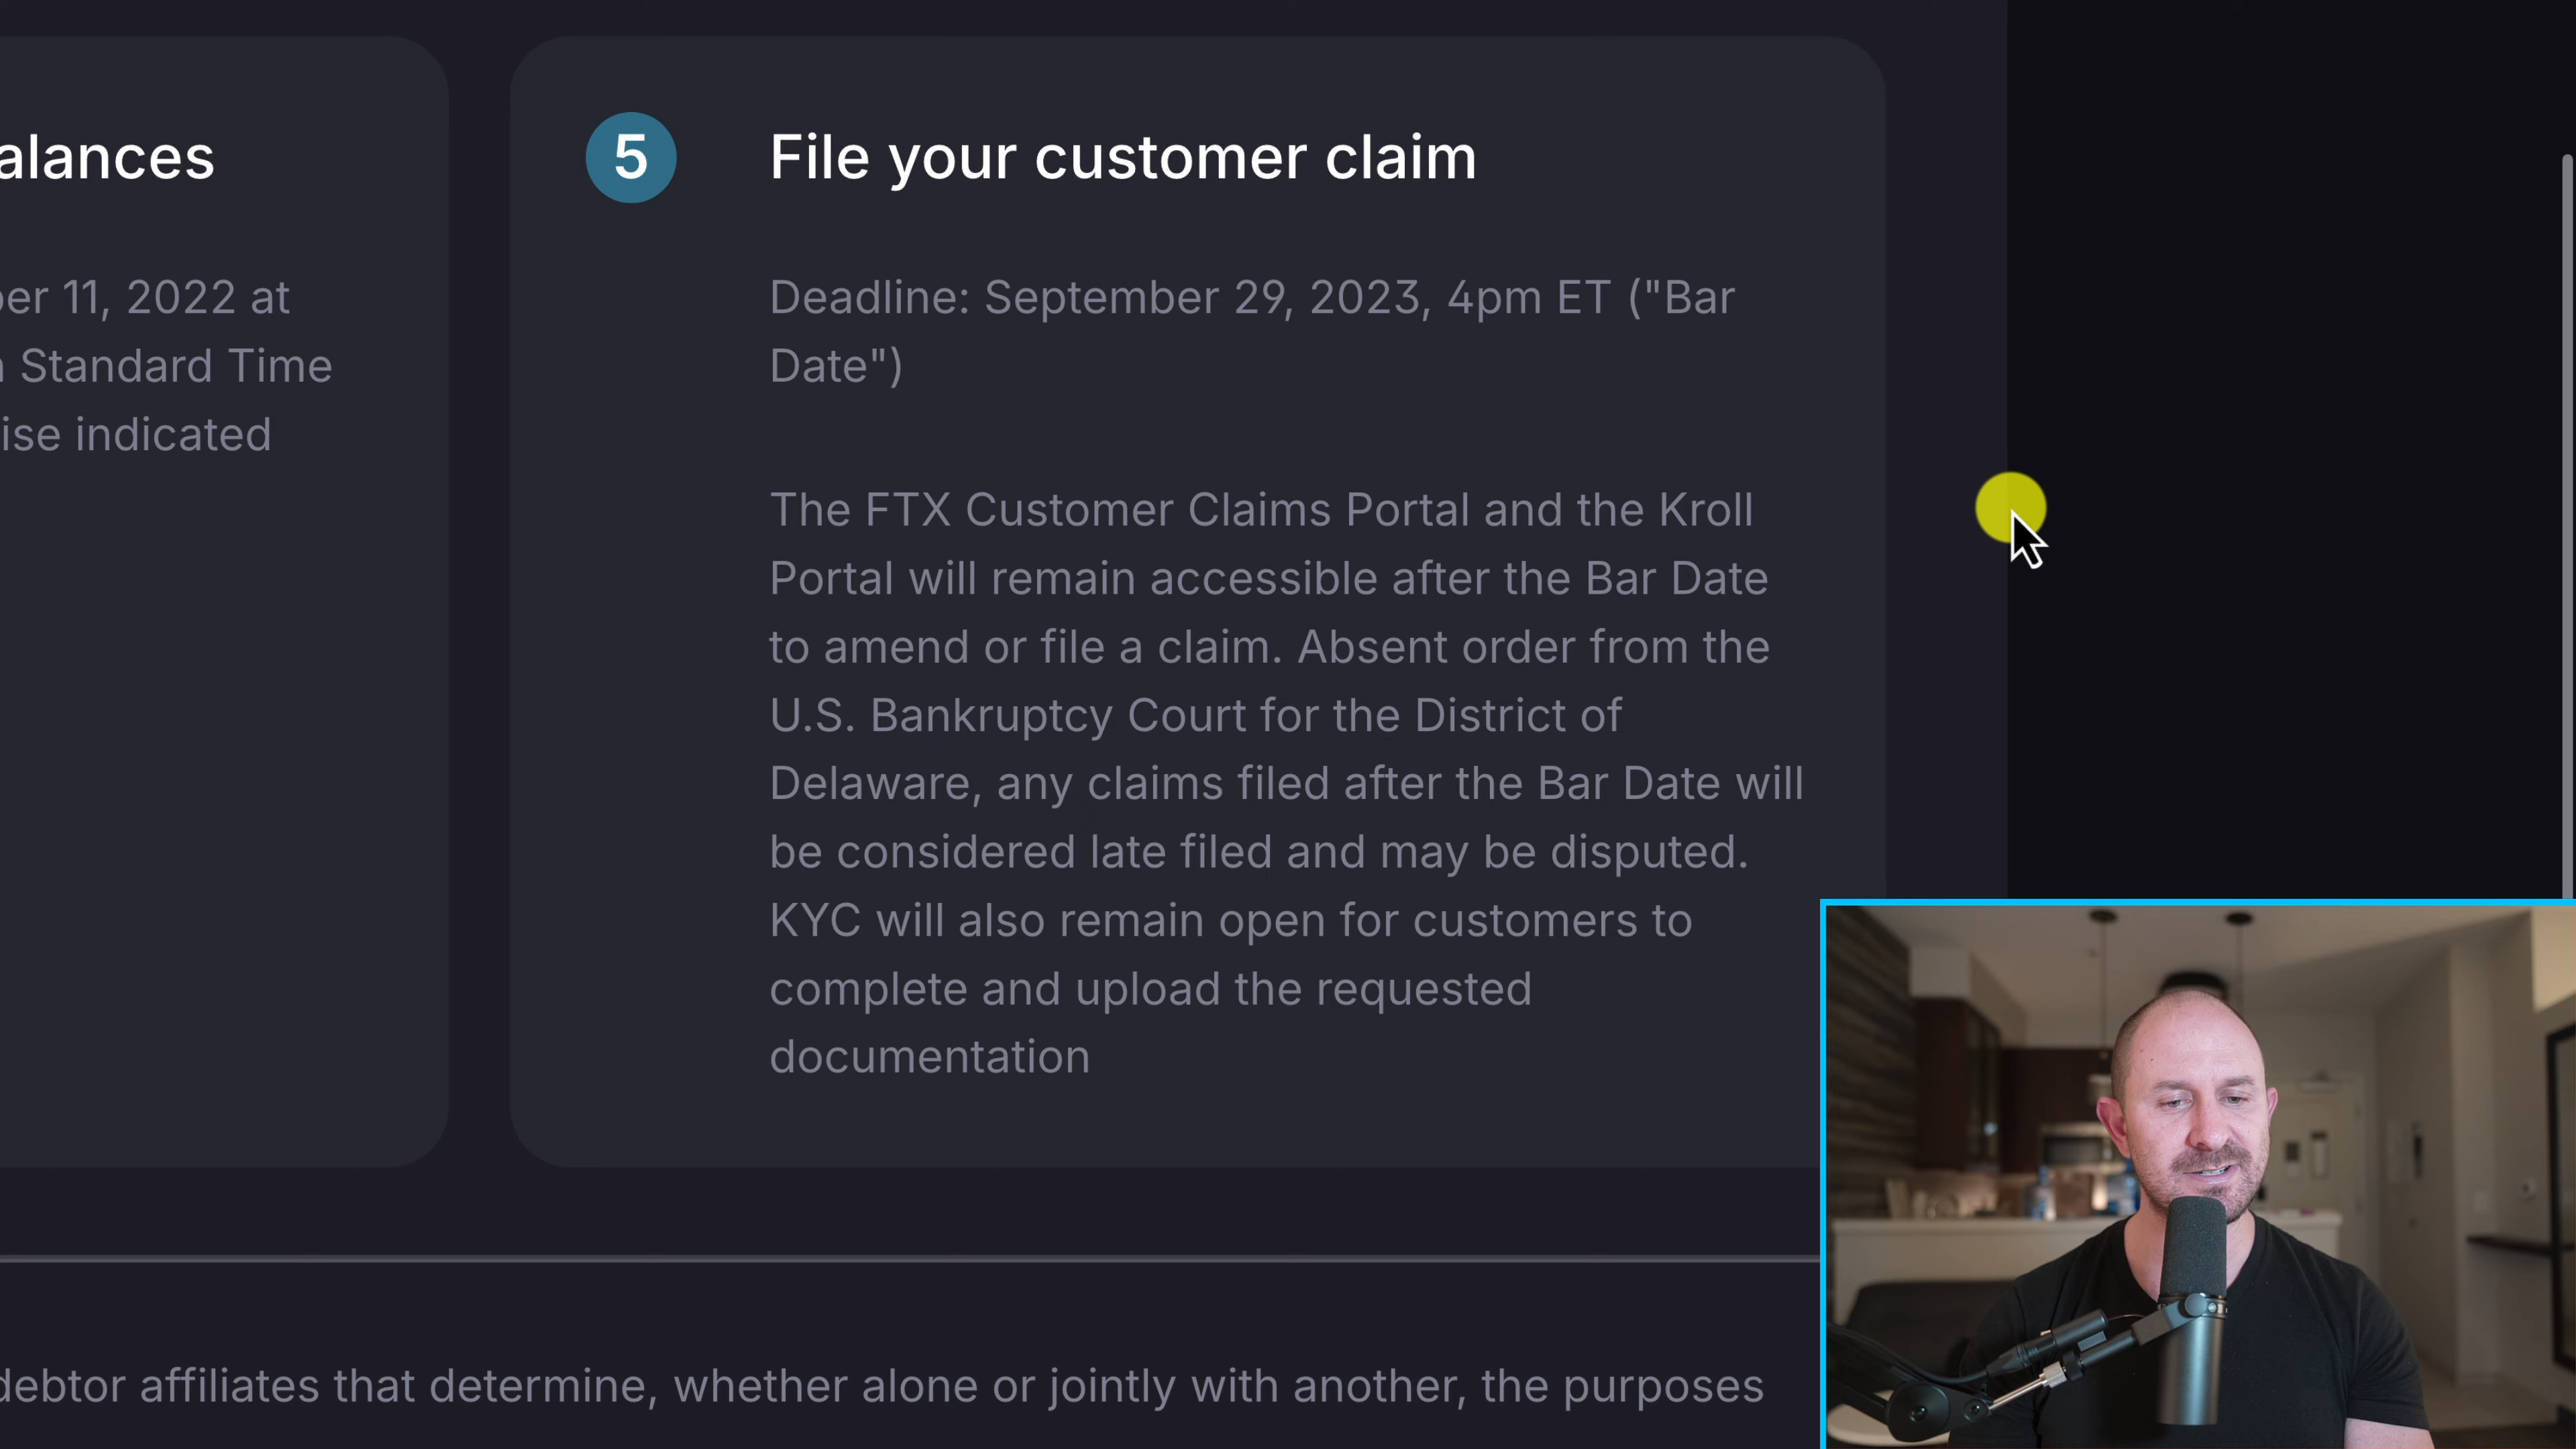 alances
er 11, 2022 at
Standard Time
ise indicated
5
File your customer claim
Deadline: September 29, 2023, 4pm ET ("Bar
Date")
The FTX Customer Claims Portal and the Kroll
Portal will remain accessible after the Bar Date
to amend or file a claim. Absent order from the
U.S. Bankruptcy Court for the District of
Delaware, any claims filed after the Bar Date will
be considered late filed and may be disputed.
KYC will also remain open for customers to
complete and upload the requested
documentation
debtor affiliates that determine, whether alone or jointly with another, the purposes